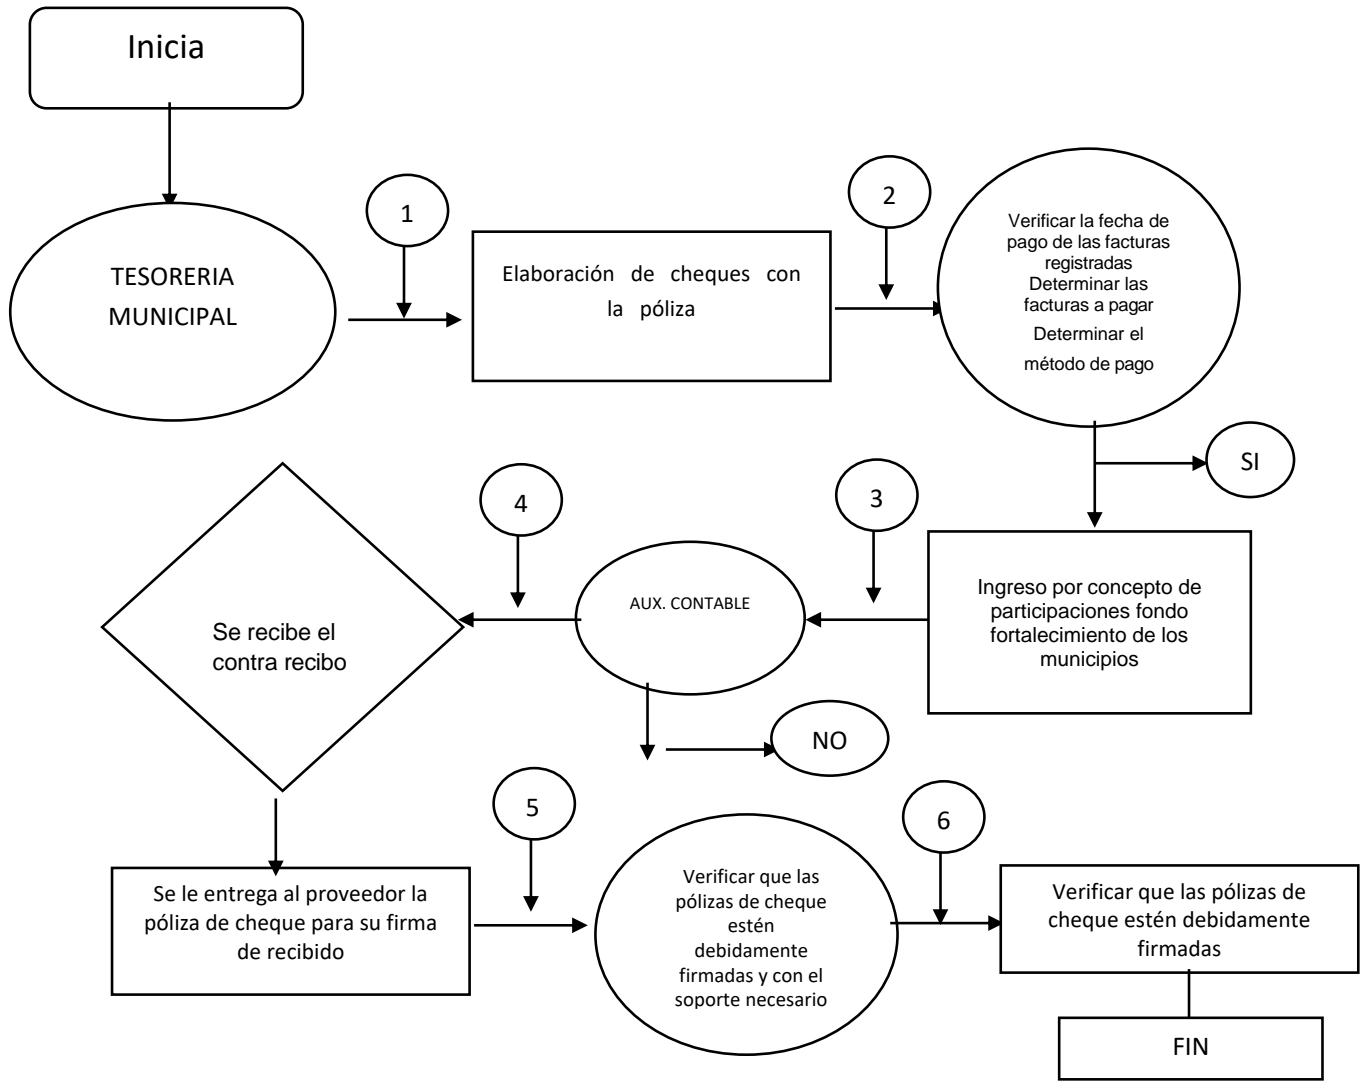 Inicia
TESORERIA
MUNICIPAL
1
Elaboración de cheques con
la póliza
2
Verificar la fecha de
pago de las facturas
registradas
Determinar las
facturas a pagar
Determinar el
método de pago
SI
Ingreso por concepto de
participaciones fondo
fortalecimiento de los
municipios
3
AUX. CONTABLE
NO
4
Se recibe el
contra recibo
Se le entrega al proveedor la
póliza de cheque para su firma
de recibido
5
Verificar que las
pólizas de cheque
estén
debidamente
firmadas y con el
soporte necesario
6
Verificar que las pólizas de
cheque estén debidamente
firmadas
FIN